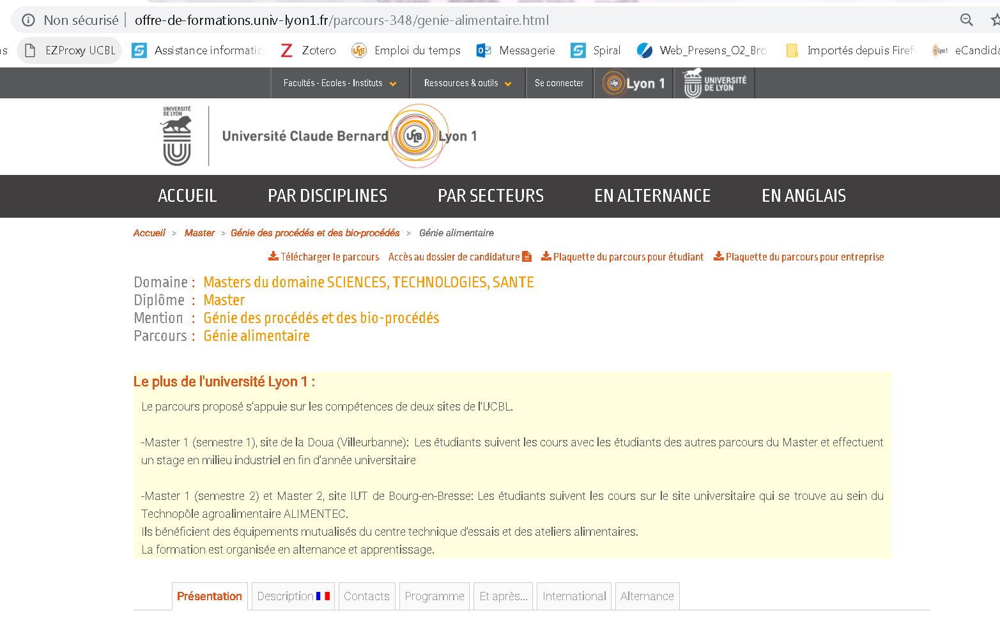 Non sécurisé | offre-de-formations.univ-lyon1.fr/parcours-348/genie-alimentaire.html
EZProxy UCBL Assistance informatic Zotero Emploi du temps Messagerie Spiral Web_Presens_O2_Bro Importés depuis Firef eCandida
Facultés - Ecoles - Instituts Ressources & outils Se connecter Lyon 1 UNIVERSITÉ DE LYON
UNIVERSITÉ
DE LYON
Université Claude Bernard UCBL Lyon 1
ACCUEIL PAR DISCIPLINES PAR SECTEURS EN ALTERNANCE EN ANGLAIS
Accueil > Master > Génie des procédés et des bio-procédés > Génie alimentaire
Télécharger le parcours Accès au dossier de candidature Plaquette du parcours pour étudiant Plaquette du parcours pour entreprise
Domaine : Masters du domaine SCIENCES, TECHNOLOGIES, SANTE
Diplôme : Master
Mention : Génie des procédés et des bio-procédés
Parcours : Génie alimentaire
Le plus de l'université Lyon 1 :
Le parcours proposé s'appuie sur les compétences de deux sites de l'UCBL.
-Master 1 (semestre 1), site de la Doua (Villeurbanne): Les étudiants suivent les cours avec les étudiants des autres parcours du Master et effectuent
un stage en milieu industriel en fin d'année universitaire
-Master 1 (semestre 2) et Master 2, site IUT de Bourg-en-Bresse: Les étudiants suivent les cours sur le site universitaire qui se trouve au sein du
Technopôle agroalimentaire ALIMENTEC.
Ils bénéficient des équipements mutualisés du centre technique d'essais et des ateliers alimentaires.
La formation est organisée en alternance et apprentissage.
Présentation Description Contacts Programme Et après... International Alternance